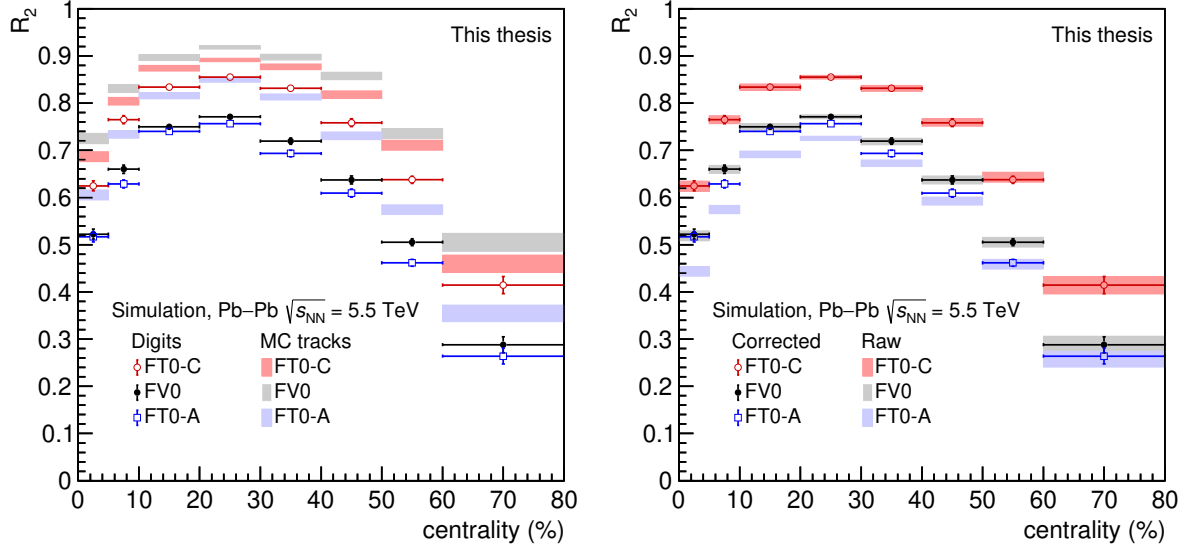 R2
This thesis
1
0.9
0.8
0.7
0.6
0.5
0.4
0.3
0.2
0.1
0
Simulation, Pb–Pb √sNN = 5.5 TeV
Digits MC tracks
FT0-C FT0-C
FV0 FV0
FT0-A FT0-A
0 10 20 30 40 50 60 70 80
centrality (%)
R2
This thesis
1
0.9
0.8
0.7
0.6
0.5
0.4
0.3
0.2
0.1
0
Simulation, Pb–Pb √sNN = 5.5 TeV
Corrected Raw
FT0-C FT0-C
FV0 FV0
FT0-A FT0-A
0 10 20 30 40 50 60 70 80
centrality (%)